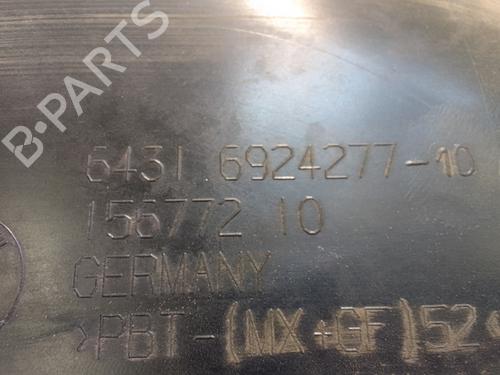 B-PARTS
6431 6924277-10
156772 10
GERMANY
>PBT-(MX+GF)52<